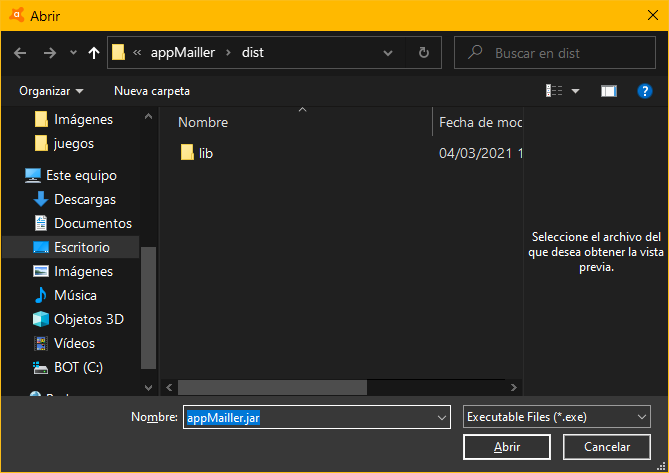 Abrir
« appMailler › dist
Buscar en dist
Organizar
Nueva carpeta
Imágenes
juegos
Este equipo
Descargas
Documentos
Escritorio
Imágenes
Música
Objetos 3D
Vídeos
BOT (C:)
Nombre
Fecha de moc
lib
04/03/2021 1
Seleccione el archivo del
que desea obtener la vista
previa.
Nombre:
appMailler.jar
Executable Files (*.exe)
Abrir
Cancelar